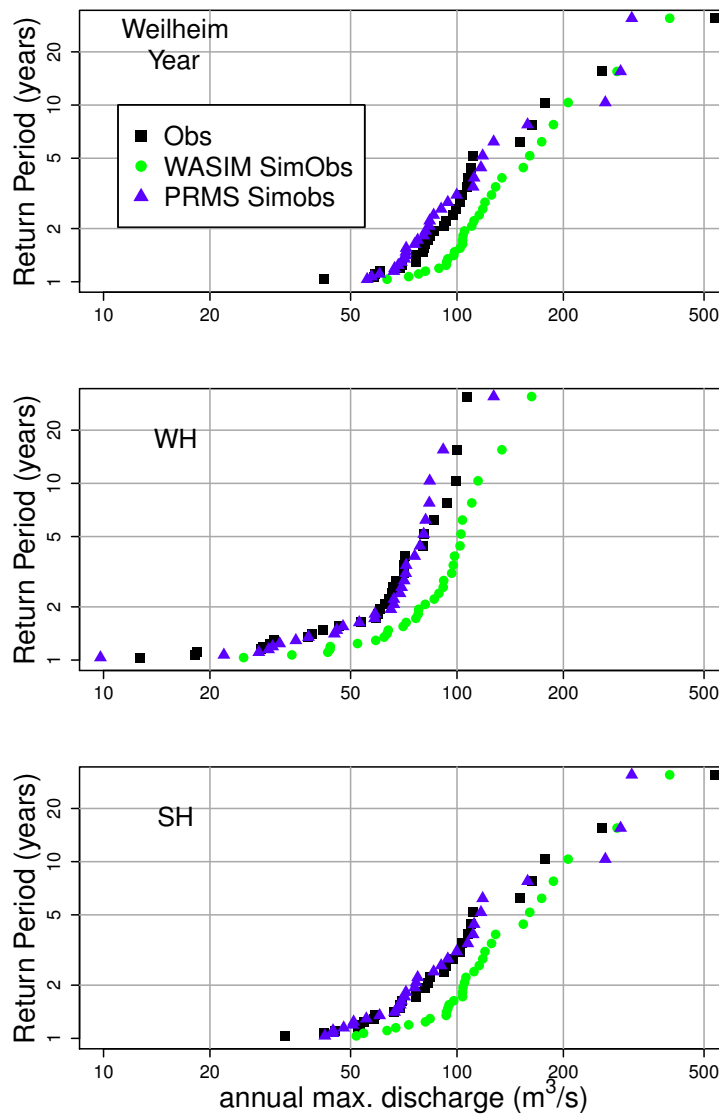 Weilheim
Year
Obs
WASIM SimObs
PRMS Simobs
Return Period (years)
1 2 5 10 20
10 20 50 100 200 500
WH
Return Period (years)
1 2 5 10 20
10 20 50 100 200 500
SH
Return Period (years)
1 2 5 10 20
10 20 50 100 200 500
annual max. discharge (m³/s)